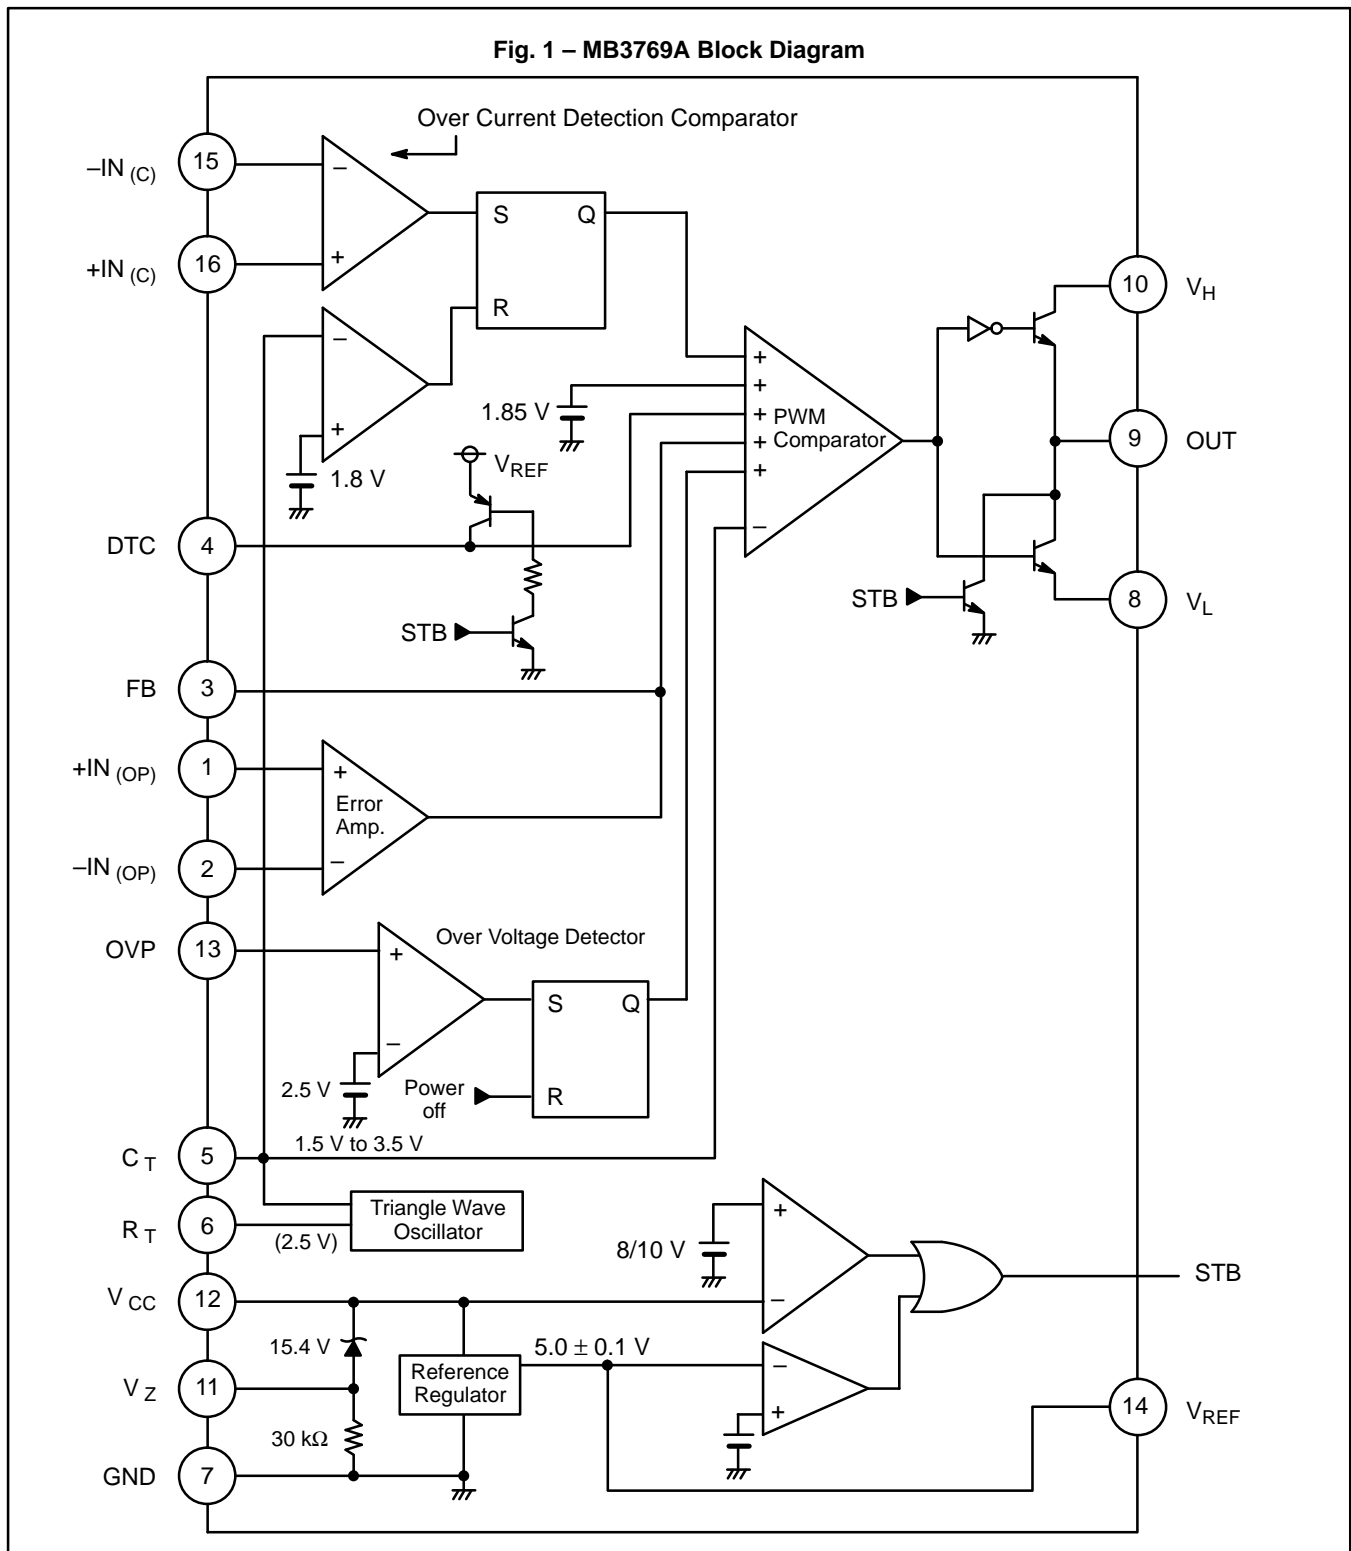 Fig. 1 – MB3769A Block Diagram
Over Current Detection Comparator
–IN (C)
15
–
S
Q
+IN (C)
16
+
10
VH
R
–
+
+
1.85 V
+
PWM
Comparator
+
+
9
OUT
+
1.8 V
VREF
–
DTC
4
STB
8
VL
STB
FB
3
+IN (OP)
1
+
Error
Amp.
–IN (OP)
2
–
OVP
13
Over Voltage Detector
+
S
Q
–
2.5 V
Power
off
R
CT
5
1.5 V to 3.5 V
Triangle Wave
Oscillator
RT
6
(2.5 V)
+
8/10 V
STB
VCC
12
–
15.4 V
5.0 ± 0.1 V
Reference
Regulator
–
VZ
11
+
14
VREF
30 kΩ
GND
7